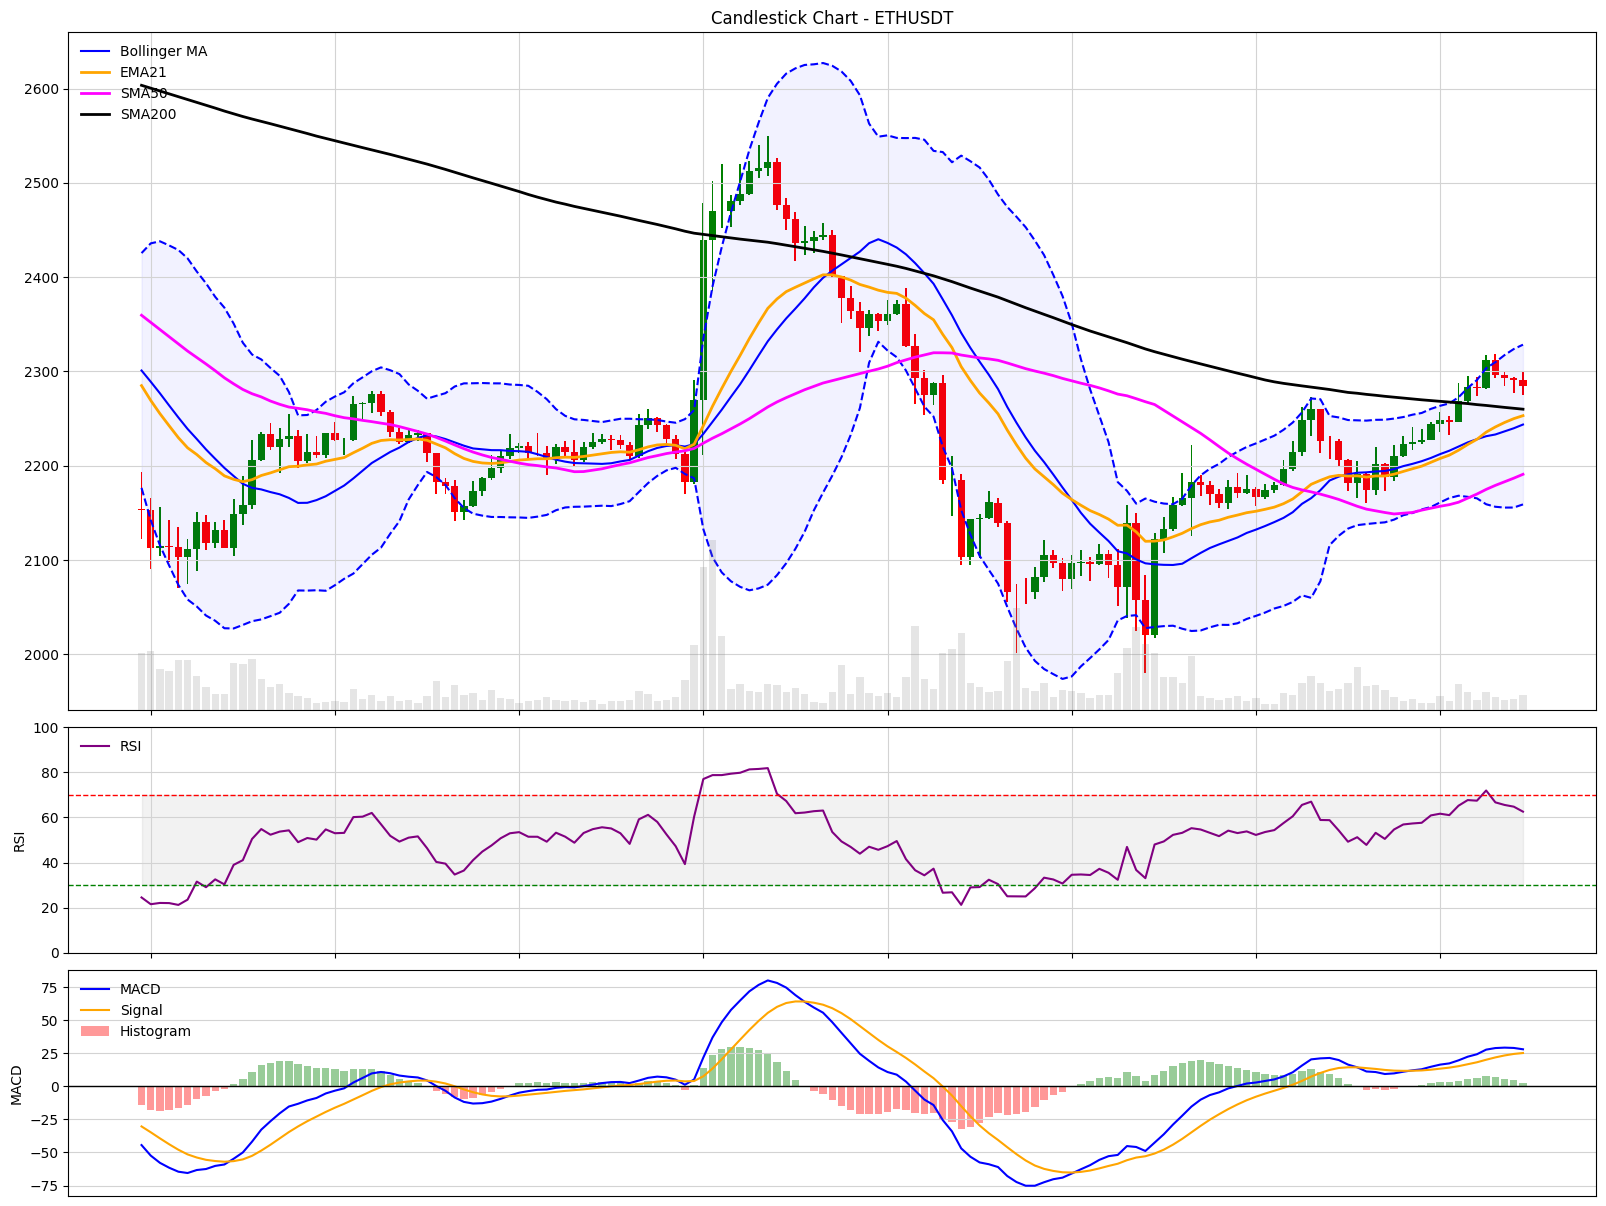 Candlestick Chart - ETHUSDT
Bollinger MA
EMA21
SMA50
SMA200
2600
2500
2400
2300
2200
2100
2000
RSI
100
80
60
40
20
0
RSI
MACD
Signal
Histogram
75
50
25
0
−25
−50
−75
MACD